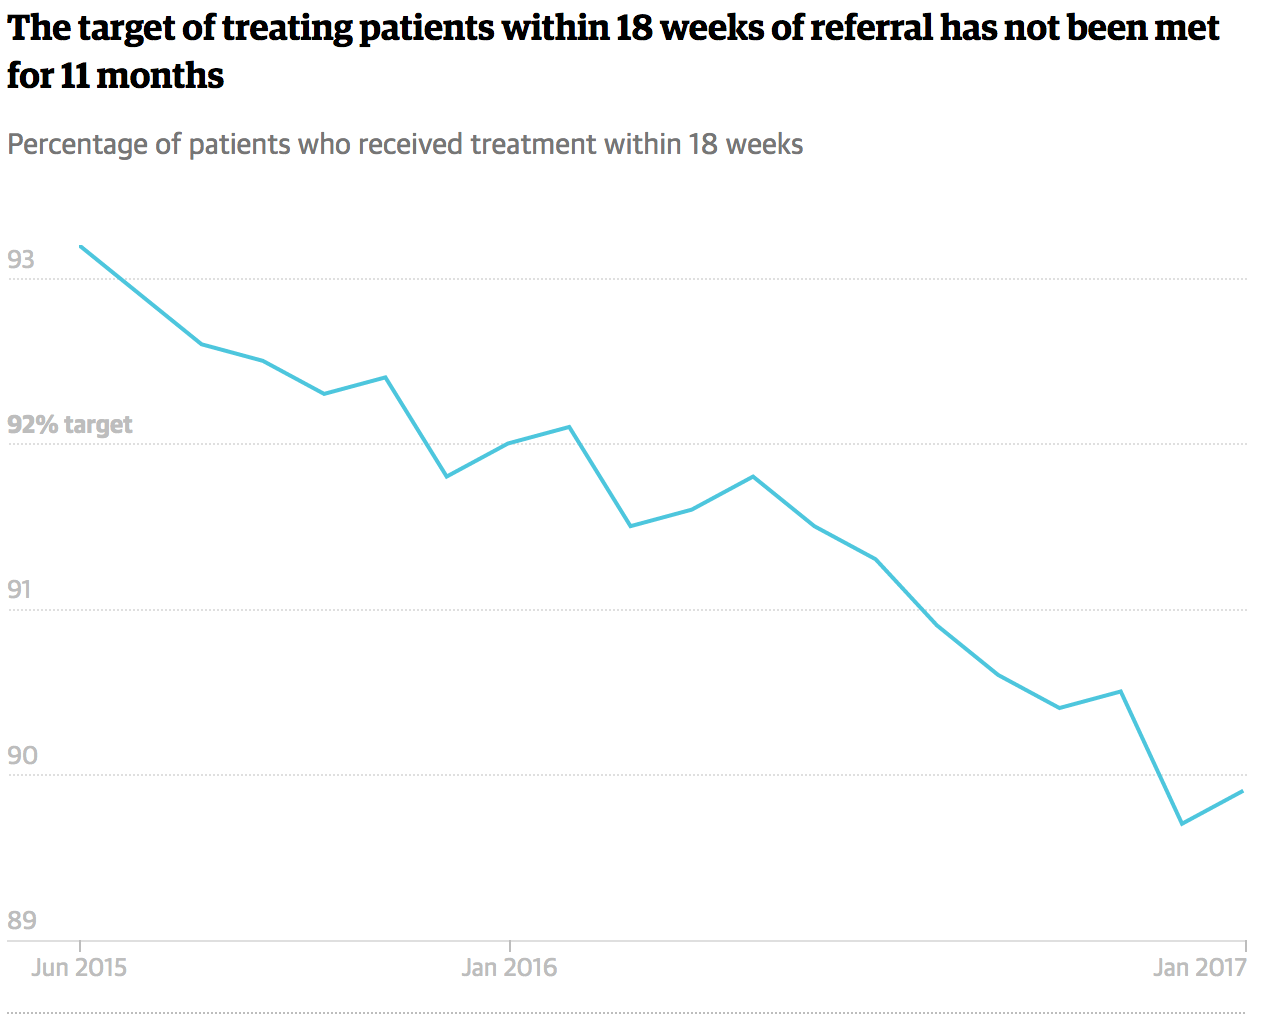 The target of treating patients within 18 weeks of referral has not been met
for 11 months
Percentage of patients who received treatment within 18 weeks
93
92% target
91
90
89
Jun 2015
Jan 2016
Jan 2017